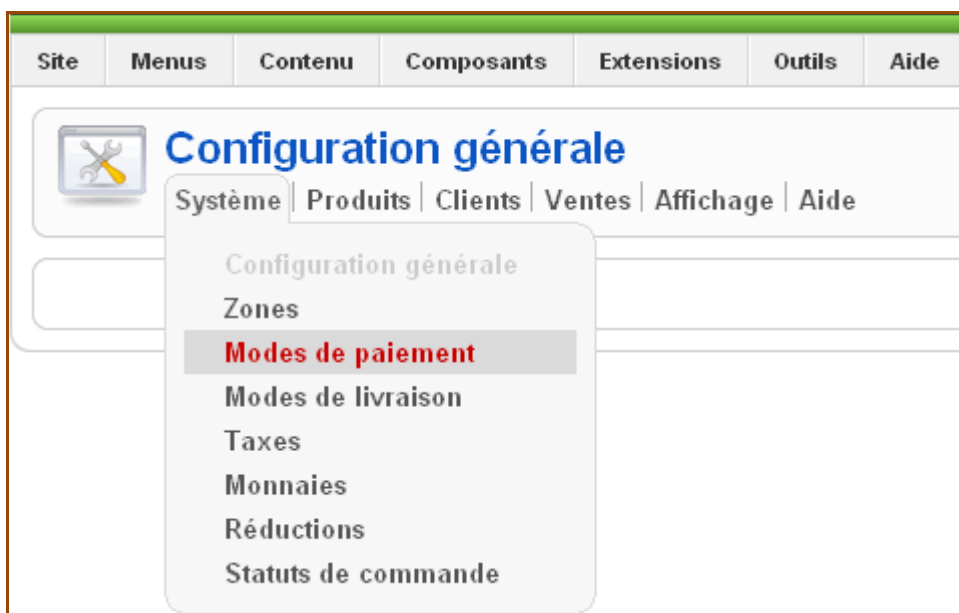 Site Menus Contenu Composants Extensions Outils Aide
Configuration générale
Système Produits Clients Ventes Affichage Aide
Configuration générale
Zones
Modes de paiement
Modes de livraison
Taxes
Monnaies
Réductions
Statuts de commande